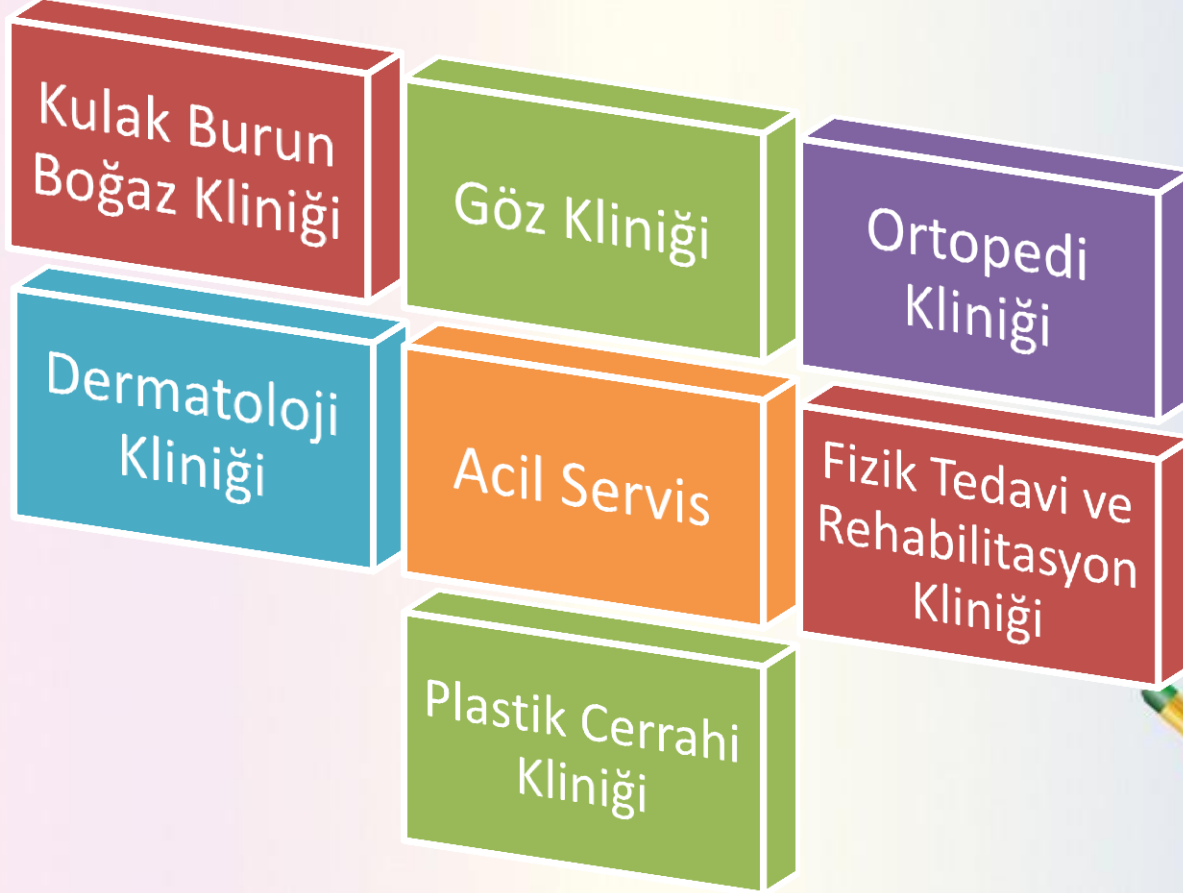 Kulak Burun
Boğaz Kliniği
Göz Kliniği
Ortopedi
Kliniği
Dermatoloji
Kliniği
Acil Servis
Fizik Tedavi ve
Rehabilitasyon
Kliniği
Plastik Cerrahi
Kliniği